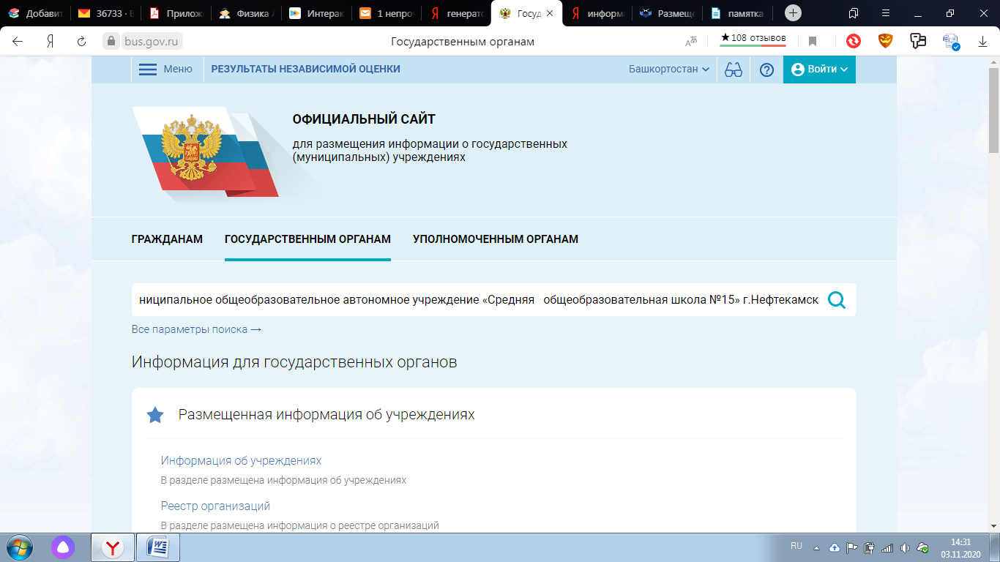 Добавит
36733 · В
Прилож
Физика
Интерак
1 непроч
генерато
Госуд
информ
Размеще
памятка
bus.gov.ru
Государственным органам
★108 отзывов
Меню
РЕЗУЛЬТАТЫ НЕЗАВИСИМОЙ ОЦЕНКИ
Башкортостан
Войти
ОФИЦИАЛЬНЫЙ САЙТ
для размещения информации о государственных
(муниципальных) учреждениях
ГРАЖДАНАМ
ГОСУДАРСТВЕННЫМ ОРГАНАМ
УПОЛНОМОЧЕННЫМ ОРГАНАМ
ниципальное общеобразовательное автономное учреждение «Средняя общеобразовательная школа №15» г.Нефтекамск
Все параметры поиска →
Информация для государственных органов
Размещенная информация об учреждениях
Информация об учреждениях
В разделе размещена информация об учреждениях
Реестр организаций
В разделе размещена информация о реестре организаций
RU
14:31
03.11.2020